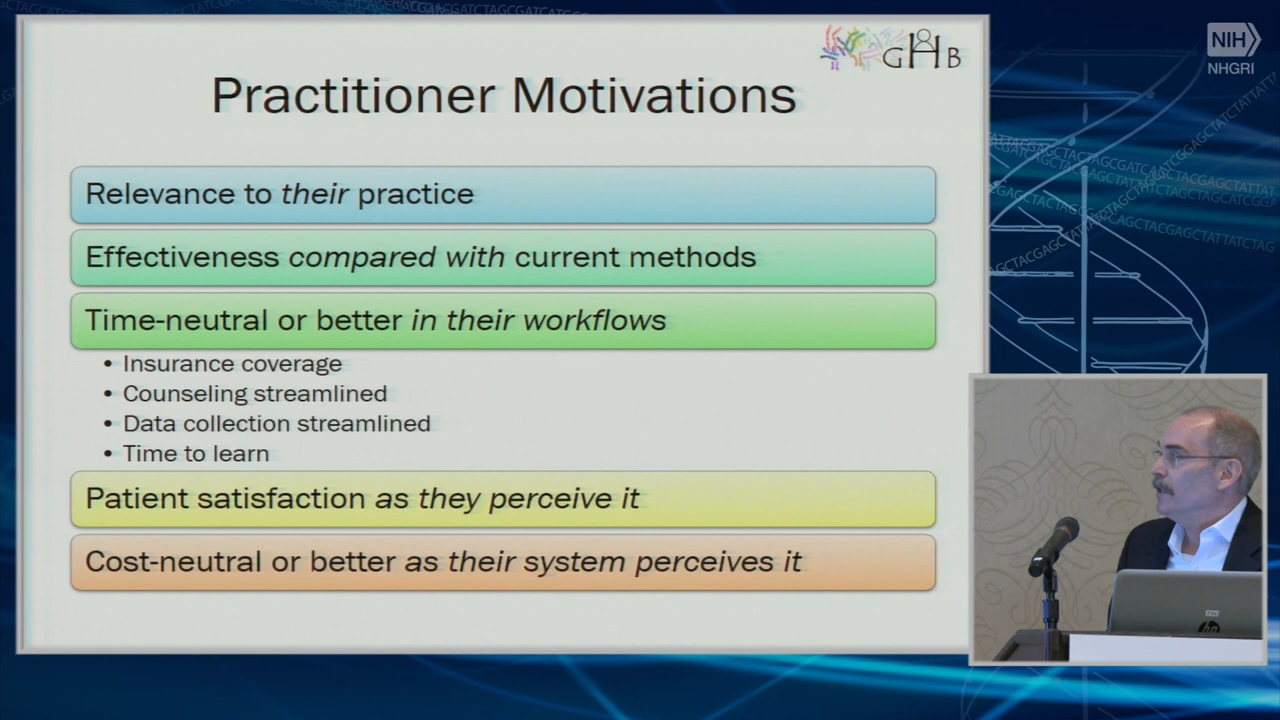 NIH
NHGRI
GHB
Practitioner Motivations
Relevance to their practice
Effectiveness compared with current methods
Time-neutral or better in their workflows
• Insurance coverage
• Counseling streamlined
• Data collection streamlined
• Time to learn
Patient satisfaction as they perceive it
Cost-neutral or better as their system perceives it
hp